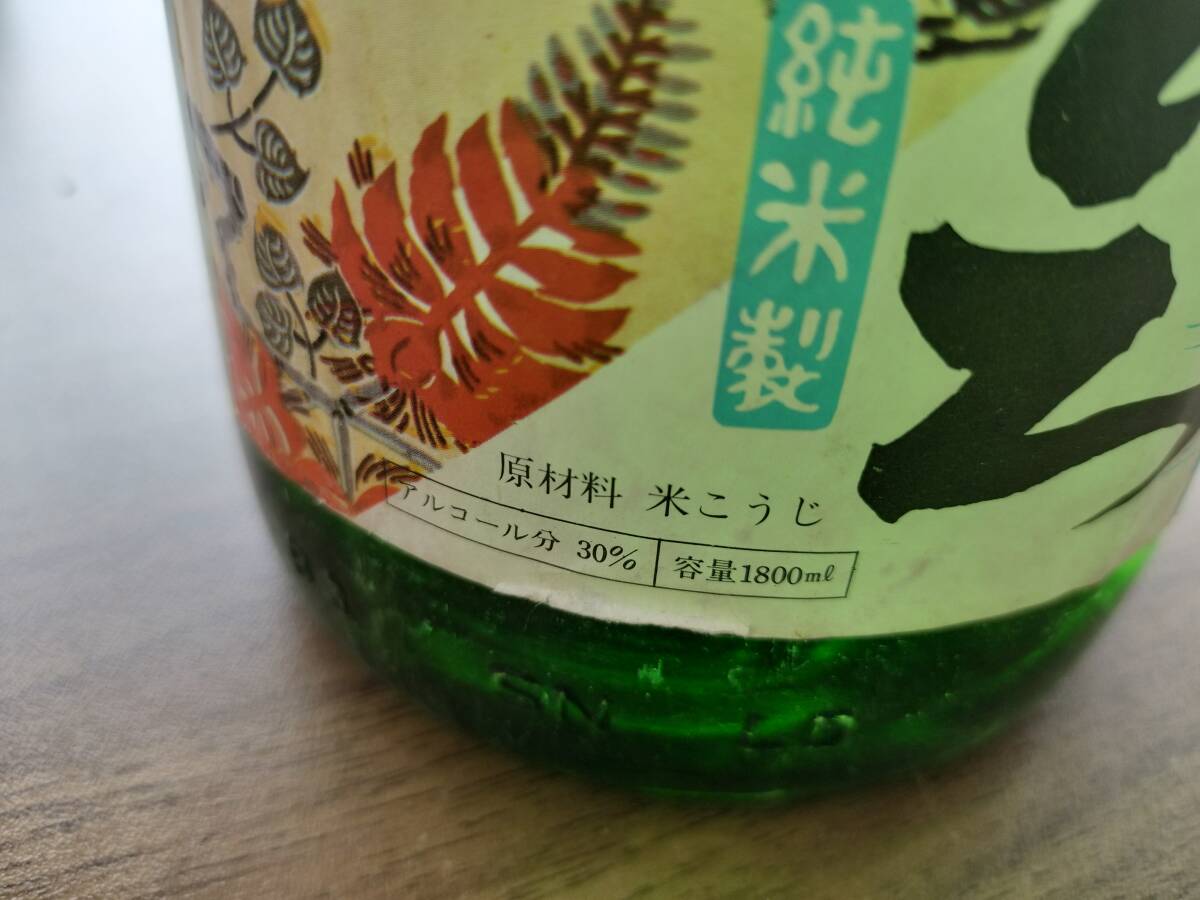 純米製
原材料 米こうじ
アルコール分 30% 容量1800ml